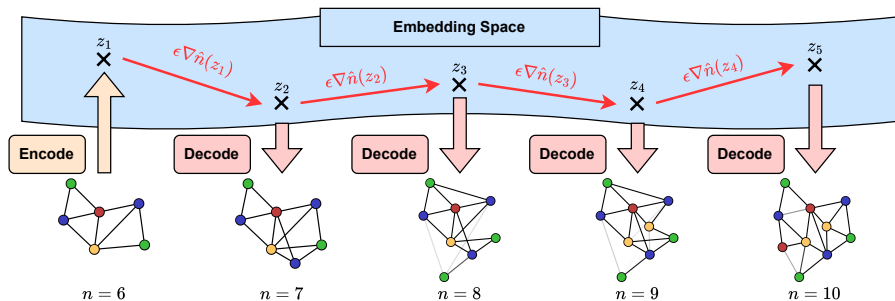 Embedding Space
z₁
ϵ∇n̂(z₁)
z₂
ϵ∇n̂(z₂)
z₃
ϵ∇n̂(z₃)
z₄
ϵ∇n̂(z₄)
z₅
Encode
Decode
Decode
Decode
Decode
n = 6
n = 7
n = 8
n = 9
n = 10